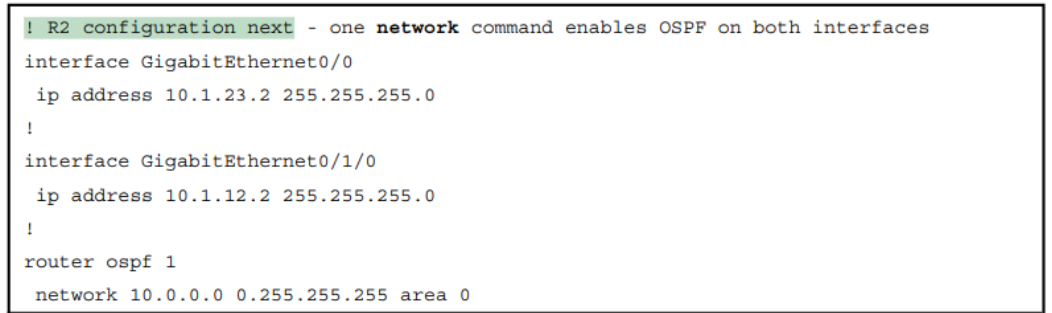 ! R2 configuration next - one network command enables OSPF on both interfaces
interface GigabitEthernet0/0
ip address 10.1.23.2 255.255.255.0
!
interface GigabitEthernet0/1/0
ip address 10.1.12.2 255.255.255.0
!
router ospf 1
network 10.0.0.0 0.255.255.255 area 0